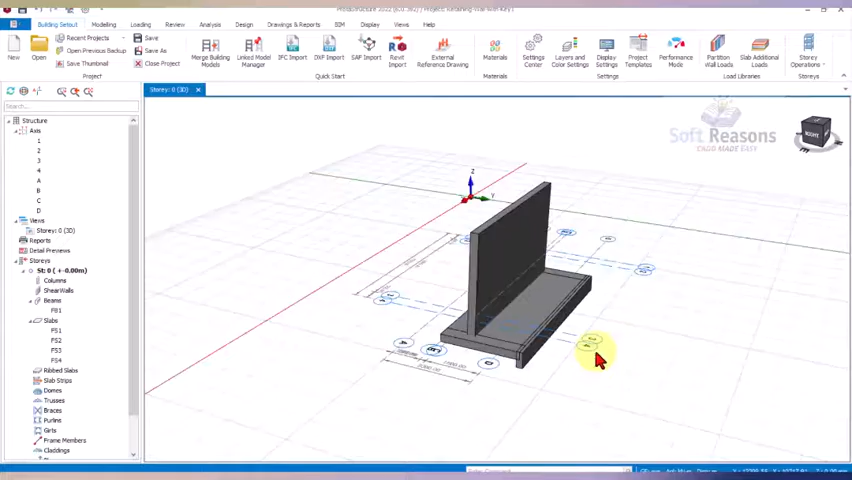 Building Setout Modelling Loading Review Analysis Design Drawings & Reports BIM Display Views Help
New Open Recent Projects Open Previous Backup Save Thumbnail Save Save As Close Project
Merge Building Models Linked Model Manager IFC Import DXF Import SAF Import Revit Import External Reference Drawing
Materials Settings Center Layers and Color Settings Display Settings Project Templates Performance Mode
Partition Wall Loads Slab Additional Loads Storey Operations
Project Quick Start Settings Load Libraries Storeys
Storey: 0 (3D)
Search...
Soft Reasons
CADD MADE EASY
RIGHT
Structure
Axis
1
2
3
4
A
B
C
D
Views
Storey: 0 (3D)
Reports
Detail Previews
Storeys
St: 0 ( +-0.00m)
Columns
ShearWalls
Beams
FB1
Slabs
FS1
FS2
FS3
FS4
Ribbed Slabs
Slab Strips
Domes
Trusses
Braces
Purlins
Girts
Frame Members
Claddings
Z
Y
A
D